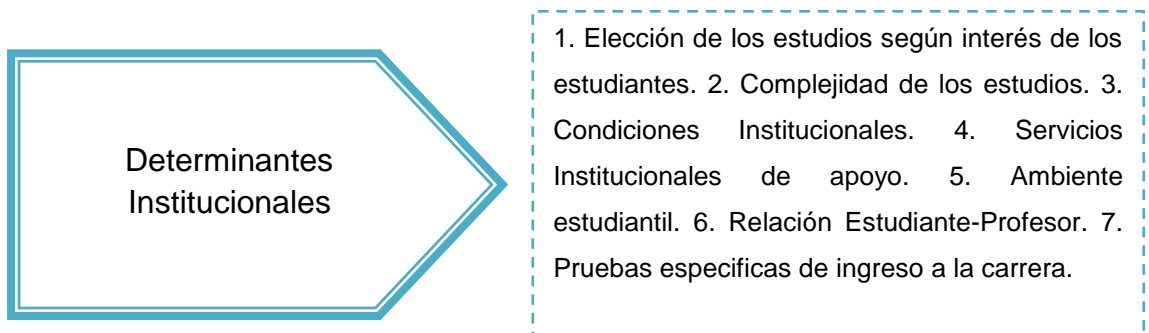 Determinantes
Institucionales
1. Elección de los estudios según interés de los
estudiantes. 2. Complejidad de los estudios. 3.
Condiciones Institucionales. 4. Servicios
Institucionales de apoyo. 5. Ambiente
estudiantil. 6. Relación Estudiante-Profesor. 7.
Pruebas especificas de ingreso a la carrera.